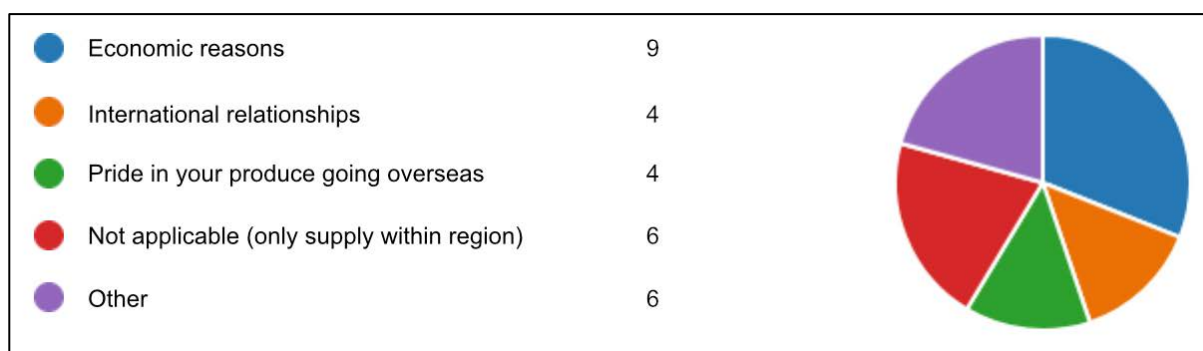 Economic reasons 9
International relationships 4
Pride in your produce going overseas 4
Not applicable (only supply within region) 6
Other 6